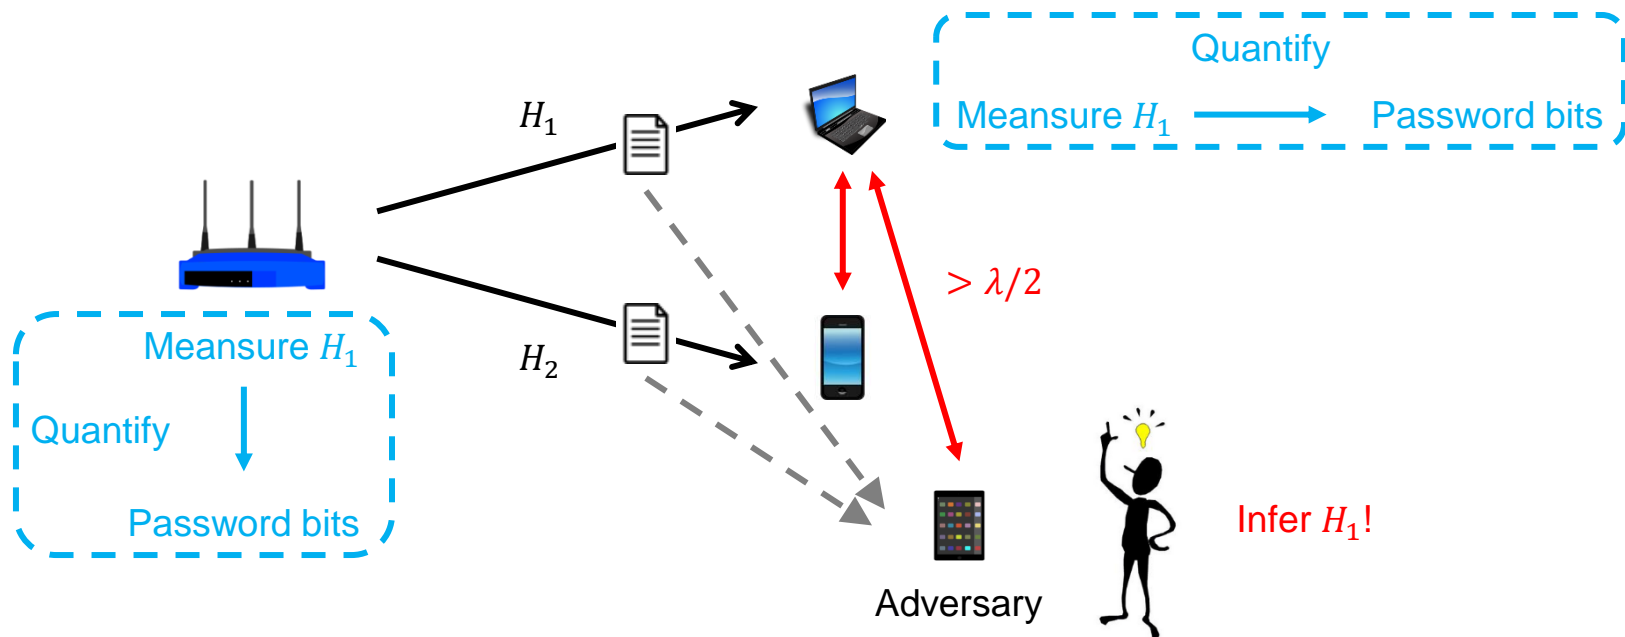 Quantify
Meansure H₁
Password bits
H₁
> λ/2
Meansure H₁
H₂
Quantify
Password bits
Infer H₁!
Adversary